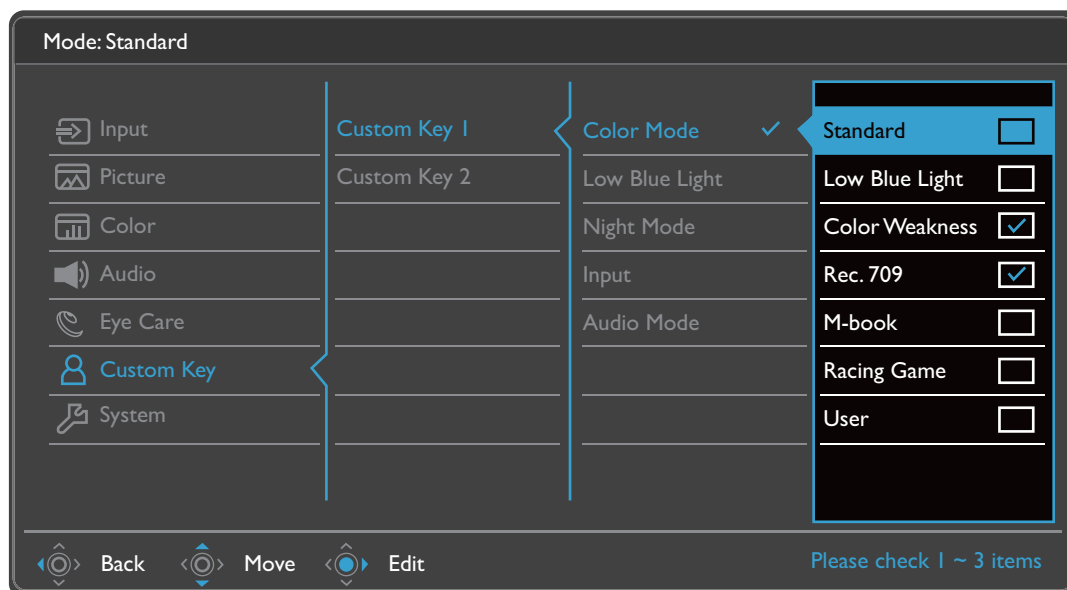 Mode: Standard
Input
Picture
Color
Audio
Eye Care
Custom Key
System
Custom Key 1
Custom Key 2
Color Mode
Low Blue Light
Night Mode
Input
Audio Mode
Standard
Low Blue Light
Color Weakness
Rec. 709
M-book
Racing Game
User
Back
Move
Edit
Please check 1 ~ 3 items